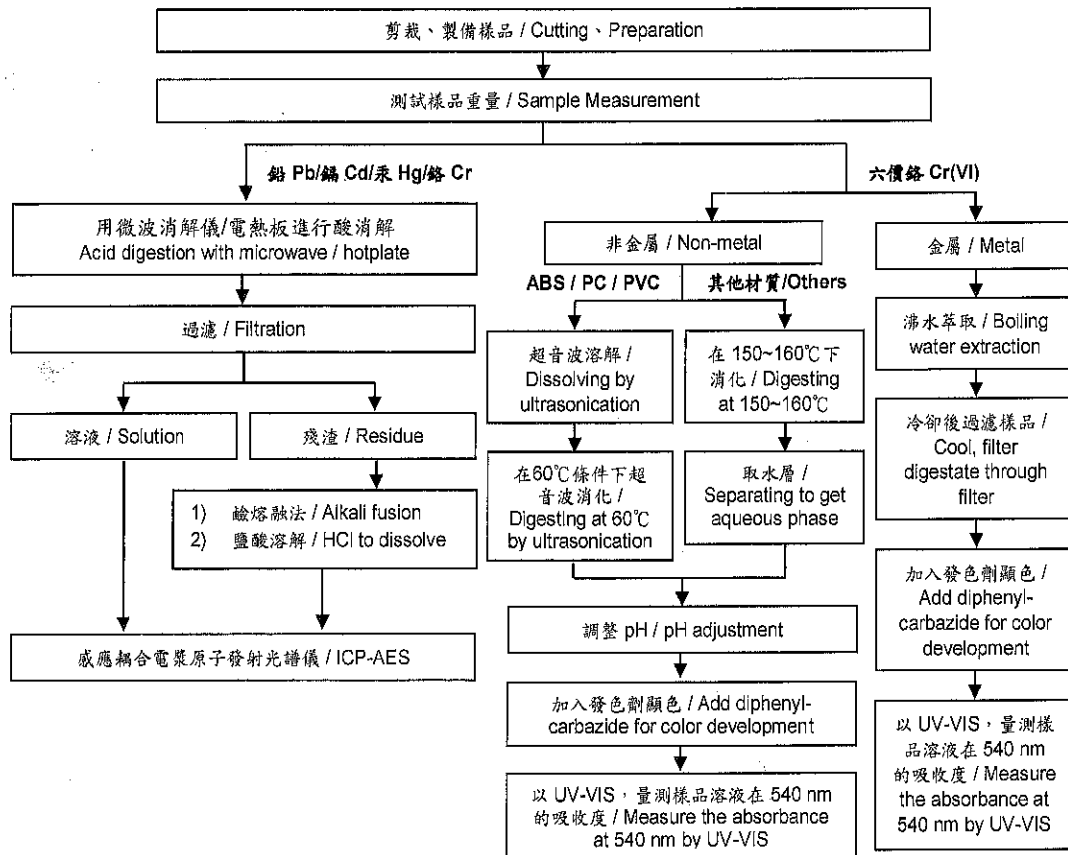 剪裁、製備樣品 / Cutting、Preparation
測試樣品重量 / Sample Measurement
鉛 Pb/鎘 Cd/汞 Hg/鉻 Cr
六價鉻 Cr(VI)
用微波消解儀/電熱板進行酸消解
Acid digestion with microwave / hotplate
過濾 / Filtration
溶液 / Solution
殘渣 / Residue
1) 鹼熔融法 / Alkali fusion
2) 鹽酸溶解 / HCl to dissolve
感應耦合電漿原子發射光譜儀 / ICP-AES
非金屬 / Non-metal
ABS / PC / PVC
其他材質/Others
超音波溶解 /
Dissolving by
ultrasonication
在60℃條件下超
音波消化 /
Digesting at 60℃
by ultrasonication
在 150~160℃下
消化 / Digesting
at 150~160℃
取水層 /
Separating to get
aqueous phase
調整 pH / pH adjustment
加入發色劑顯色 / Add diphenyl-
carbazide for color development
以 UV-VIS，量測樣品溶液在 540 nm
的吸收度 / Measure the absorbance
at 540 nm by UV-VIS
金屬 / Metal
沸水萃取 / Boiling
water extraction
冷卻後過濾樣品 /
Cool, filter
digestate through
filter
加入發色劑顯色 /
Add diphenyl-
carbazide for color
development
以 UV-VIS，量測樣
品溶液在 540 nm
的吸收度 / Measure
the absorbance at
540 nm by UV-VIS